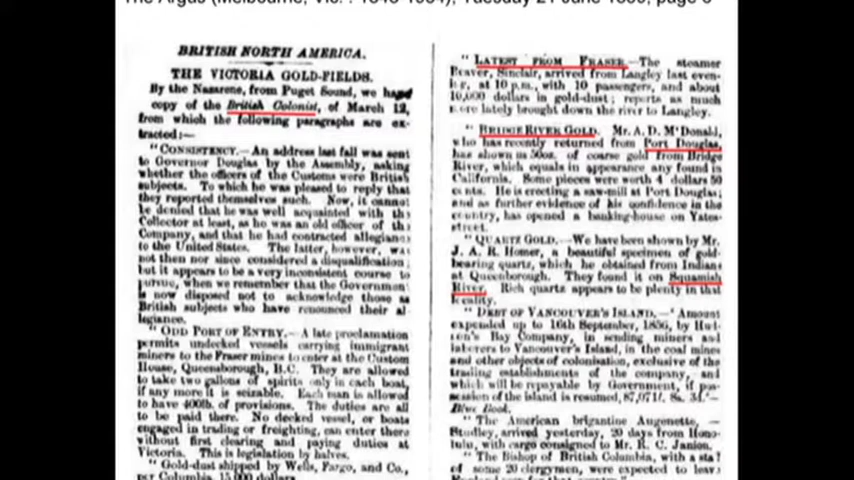 The Argus (Melbourne, Vic. : 1848-1954), Tuesday 21 June 1859, page 6
BRITISH NORTH AMERICA.
THE VICTORIA GOLD-FIELDS.
By the Nazarene, from Puget Sound, we have
copy of the British Colonist, of March 12,
from which the following paragraphs are ex-
tracted:—
"CONSISTENCY.—An address last fall was sent
to Governor Douglas by the Assembly, asking
whether the officers of the Customs were British
subjects. To which he was pleased to reply that
they reported themselves such. Now, it cannot
be denied that he was well acquainted with the
Collector at least, as he was an old officer of the
Company, and that he had contracted allegiance
to the United States. The latter, however, was
not then nor since considered a disqualification;
but it appears to be a very inconsistent course to
pursue, when we remember that the Government
is now disposed not to acknowledge those as
British subjects who have renounced their al-
legiance.
"ODD PORT OF ENTRY.—A late proclamation
permits undecked vessels carrying immigrant
miners to the Fraser mines to enter at the Custom
House, Queensborough, B.C. They are allowed
to take two gallons of spirits only in each boat,
if any more it is seizable. Each man is allowed
to have 400lb. of provisions. The duties are all
to be paid there. No decked vessel, or boats
engaged in trading or freighting, can enter there
without first clearing and paying duties at
Victoria. This is legislation by halves.
"Gold-dust shipped by Wells, Fargo, and Co.,
per Columbia, 15,000 dollars.
"LATEST FROM FRASER.—The steamer
Beaver, Sinclair, arrived from Langley last even-
ing, at 10 p.m., with 10 passengers, and about
10,000 dollars in gold-dust; reports as much
more lately brought down the river to Langley.
"BRIDGE RIVER GOLD. Mr. A. D. M'Donald,
who has recently returned from Port Douglas,
has shown us 50oz. of coarse gold from Bridge
River, which equals in appearance any found in
California. Some pieces were worth 4 dollars 50
cents. He is erecting a saw-mill at Port Douglas;
and as further evidence of his confidence in the
country, has opened a banking-house on Yates-
street.
"QUARTZ GOLD.—We have been shown by Mr.
J. A. R. Homer, a beautiful specimen of gold-
bearing quartz, which he obtained from Indians
at Queenborough. They found it on Squamish
River. Rich quartz appears to be plenty in that
locality.
"DEBT OF VANCOUVER'S ISLAND.—'Amount
expended up to 16th September, 1856, by Hud-
son's Bay Company, in sending miners and
laborers to Vancouver's Island, in the coal mines
and other objects of colonisation, exclusive of the
trading establishments of the company, and
which will be repayable by Government, if pos-
session of the island is resumed, 87,071l. 8s. 3d.'—
Blue Book.
"The American brigantine Augenette,
Studley, arrived yesterday, 20 days from Hono-
lulu, with cargo consigned to Mr. R. C. Janion.
"The Bishop of British Columbia, with a staff
of some 20 clergymen, were expected to leave